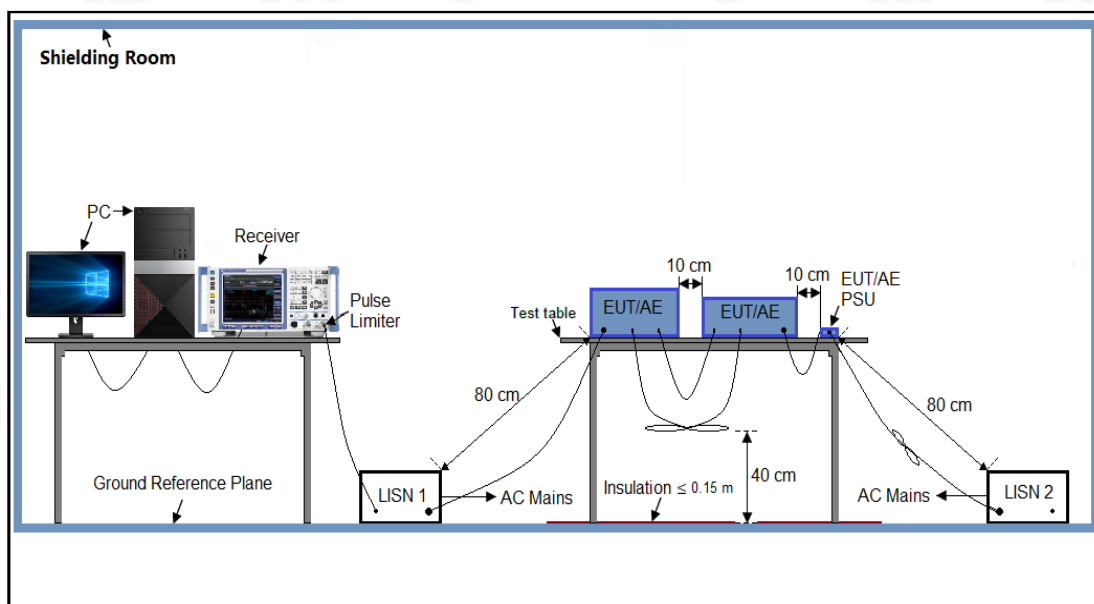 Shielding Room
PC
Receiver
Pulse
Limiter
10 cm
10 cm
EUT/AE
PSU
Test table
EUT/AE
EUT/AE
80 cm
80 cm
40 cm
Ground Reference Plane
LISN 1
AC Mains
Insulation ≤ 0.15 m
AC Mains
LISN 2